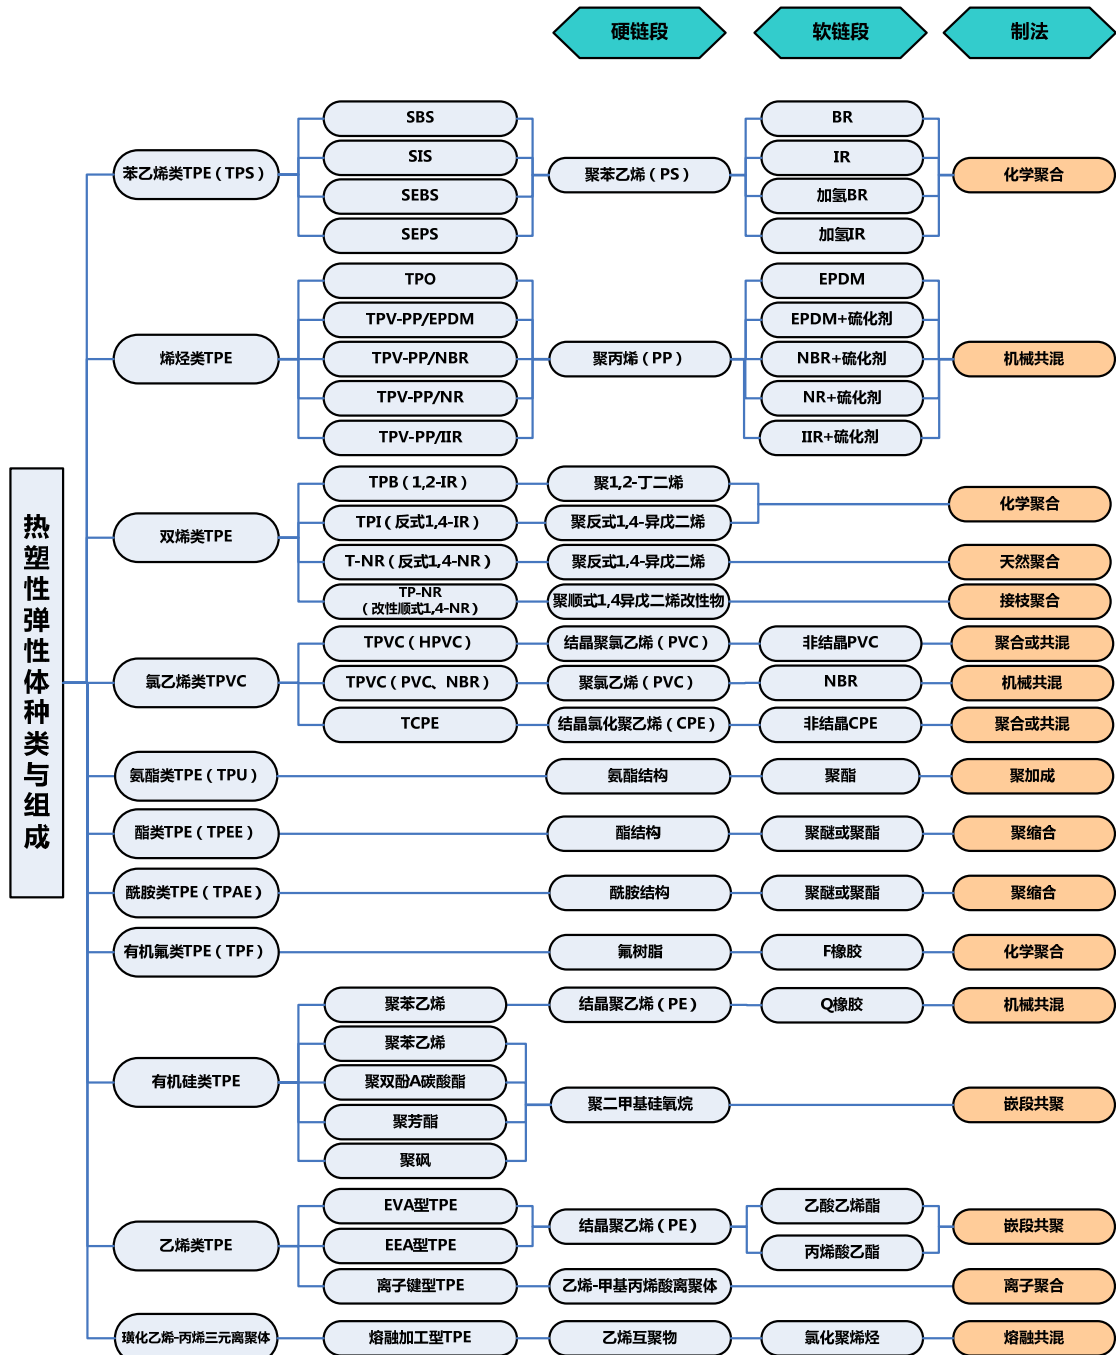 硬链段
软链段
制法
热塑性弹性体种类与组成
苯乙烯类TPE（TPS）
SBS
SIS
SEBS
SEPS
聚苯乙烯（PS）
BR
IR
加氢BR
加氢IR
化学聚合
烯烃类TPE
TPO
TPV-PP/EPDM
TPV-PP/NBR
TPV-PP/NR
TPV-PP/IIR
聚丙烯（PP）
EPDM
EPDM+硫化剂
NBR+硫化剂
NR+硫化剂
IIR+硫化剂
机械共混
双烯类TPE
TPB（1,2-IR）
聚1,2-丁二烯
TPI（反式1,4-IR）
聚反式1,4-异戊二烯
化学聚合
T-NR（反式1,4-NR）
聚反式1,4-异戊二烯
天然聚合
TP-NR
（改性顺式1,4-NR）
聚顺式1,4异戊二烯改性物
接枝聚合
氯乙烯类TPVC
TPVC（HPVC）
结晶聚氯乙烯（PVC）
非结晶PVC
聚合或共混
TPVC（PVC、NBR）
聚氯乙烯（PVC）
NBR
机械共混
TCPE
结晶氯化聚乙烯（CPE）
非结晶CPE
聚合或共混
氨酯类TPE（TPU）
氨酯结构
聚酯
聚加成
酯类TPE（TPEE）
酯结构
聚醚或聚酯
聚缩合
酰胺类TPE（TPAE）
酰胺结构
聚醚或聚酯
聚缩合
有机氟类TPE（TPF）
氟树脂
F橡胶
化学聚合
有机硅类TPE
聚苯乙烯
结晶聚乙烯（PE）
Q橡胶
机械共混
聚苯乙烯
聚双酚A碳酸酯
聚芳酯
聚砜
聚二甲基硅氧烷
嵌段共聚
乙烯类TPE
EVA型TPE
EEA型TPE
结晶聚乙烯（PE）
乙酸乙烯酯
丙烯酸乙酯
嵌段共聚
离子键型TPE
乙烯-甲基丙烯酸离聚体
离子聚合
璜化乙烯-丙烯三元离聚体
熔融加工型TPE
乙烯互聚物
氯化聚烯烃
熔融共混